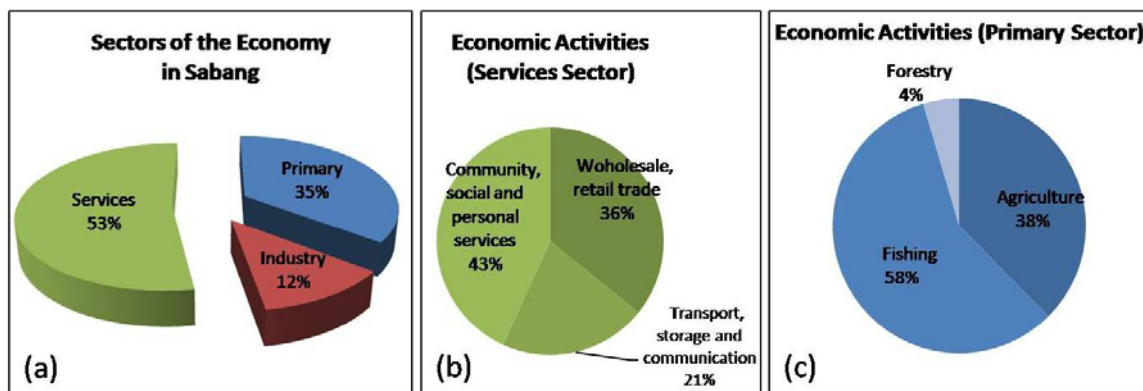 Sectors of the Economy
in Sabang
Primary
35%
Services
53%
Industry
12%
(a)
Economic Activities
(Services Sector)
Community,
social and
personal
services
43%
Woholesale,
retail trade
36%
Transport,
storage and
communication
21%
(b)
Economic Activities (Primary Sector)
Forestry
4%
Agriculture
38%
Fishing
58%
(c)